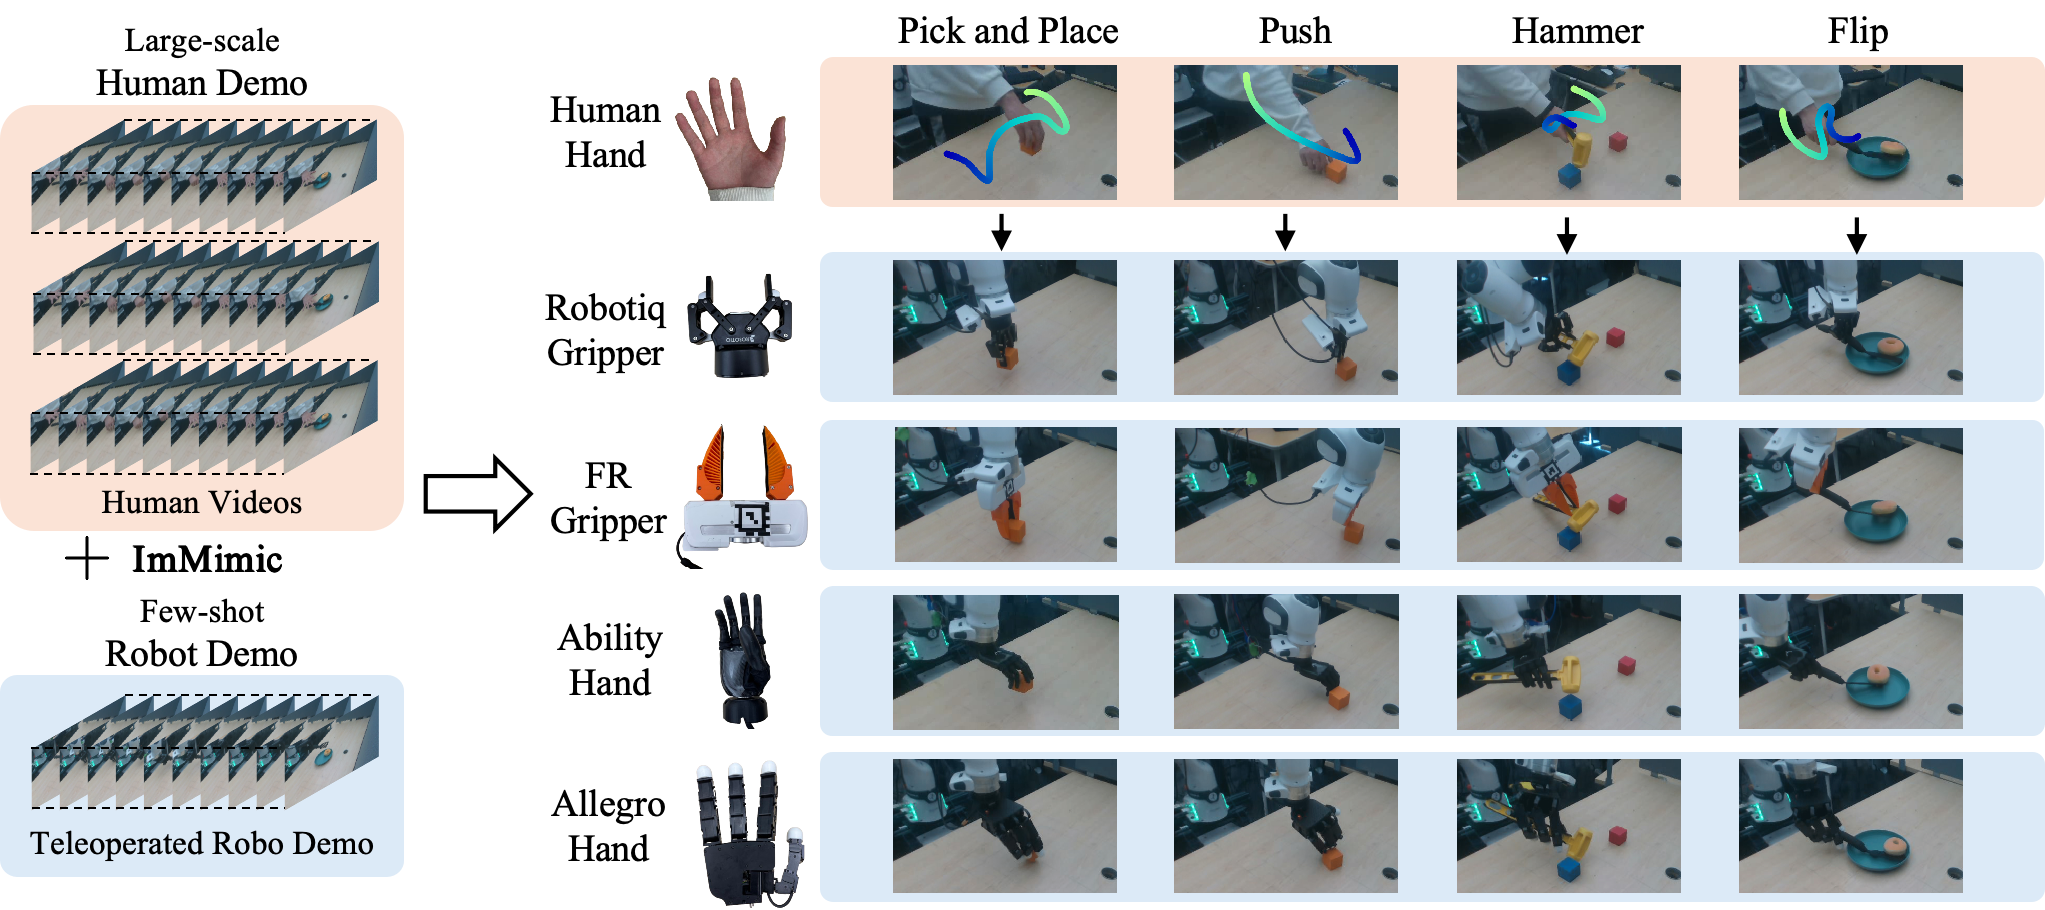 Large-scale
Human Demo
Human Videos
ImMimic
Few-shot
Robot Demo
Teleoperated Robo Demo
Pick and Place
Push
Hammer
Flip
Human
Hand
Robotiq
Gripper
FR
Gripper
Ability
Hand
Allegro
Hand